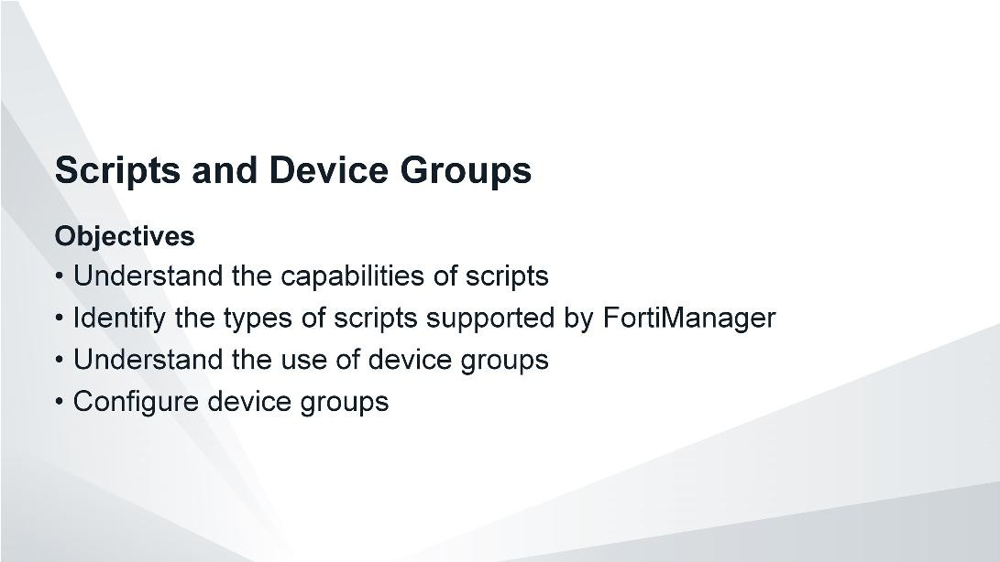 Scripts and Device Groups
Objectives
• Understand the capabilities of scripts
• Identify the types of scripts supported by FortiManager
• Understand the use of device groups
• Configure device groups